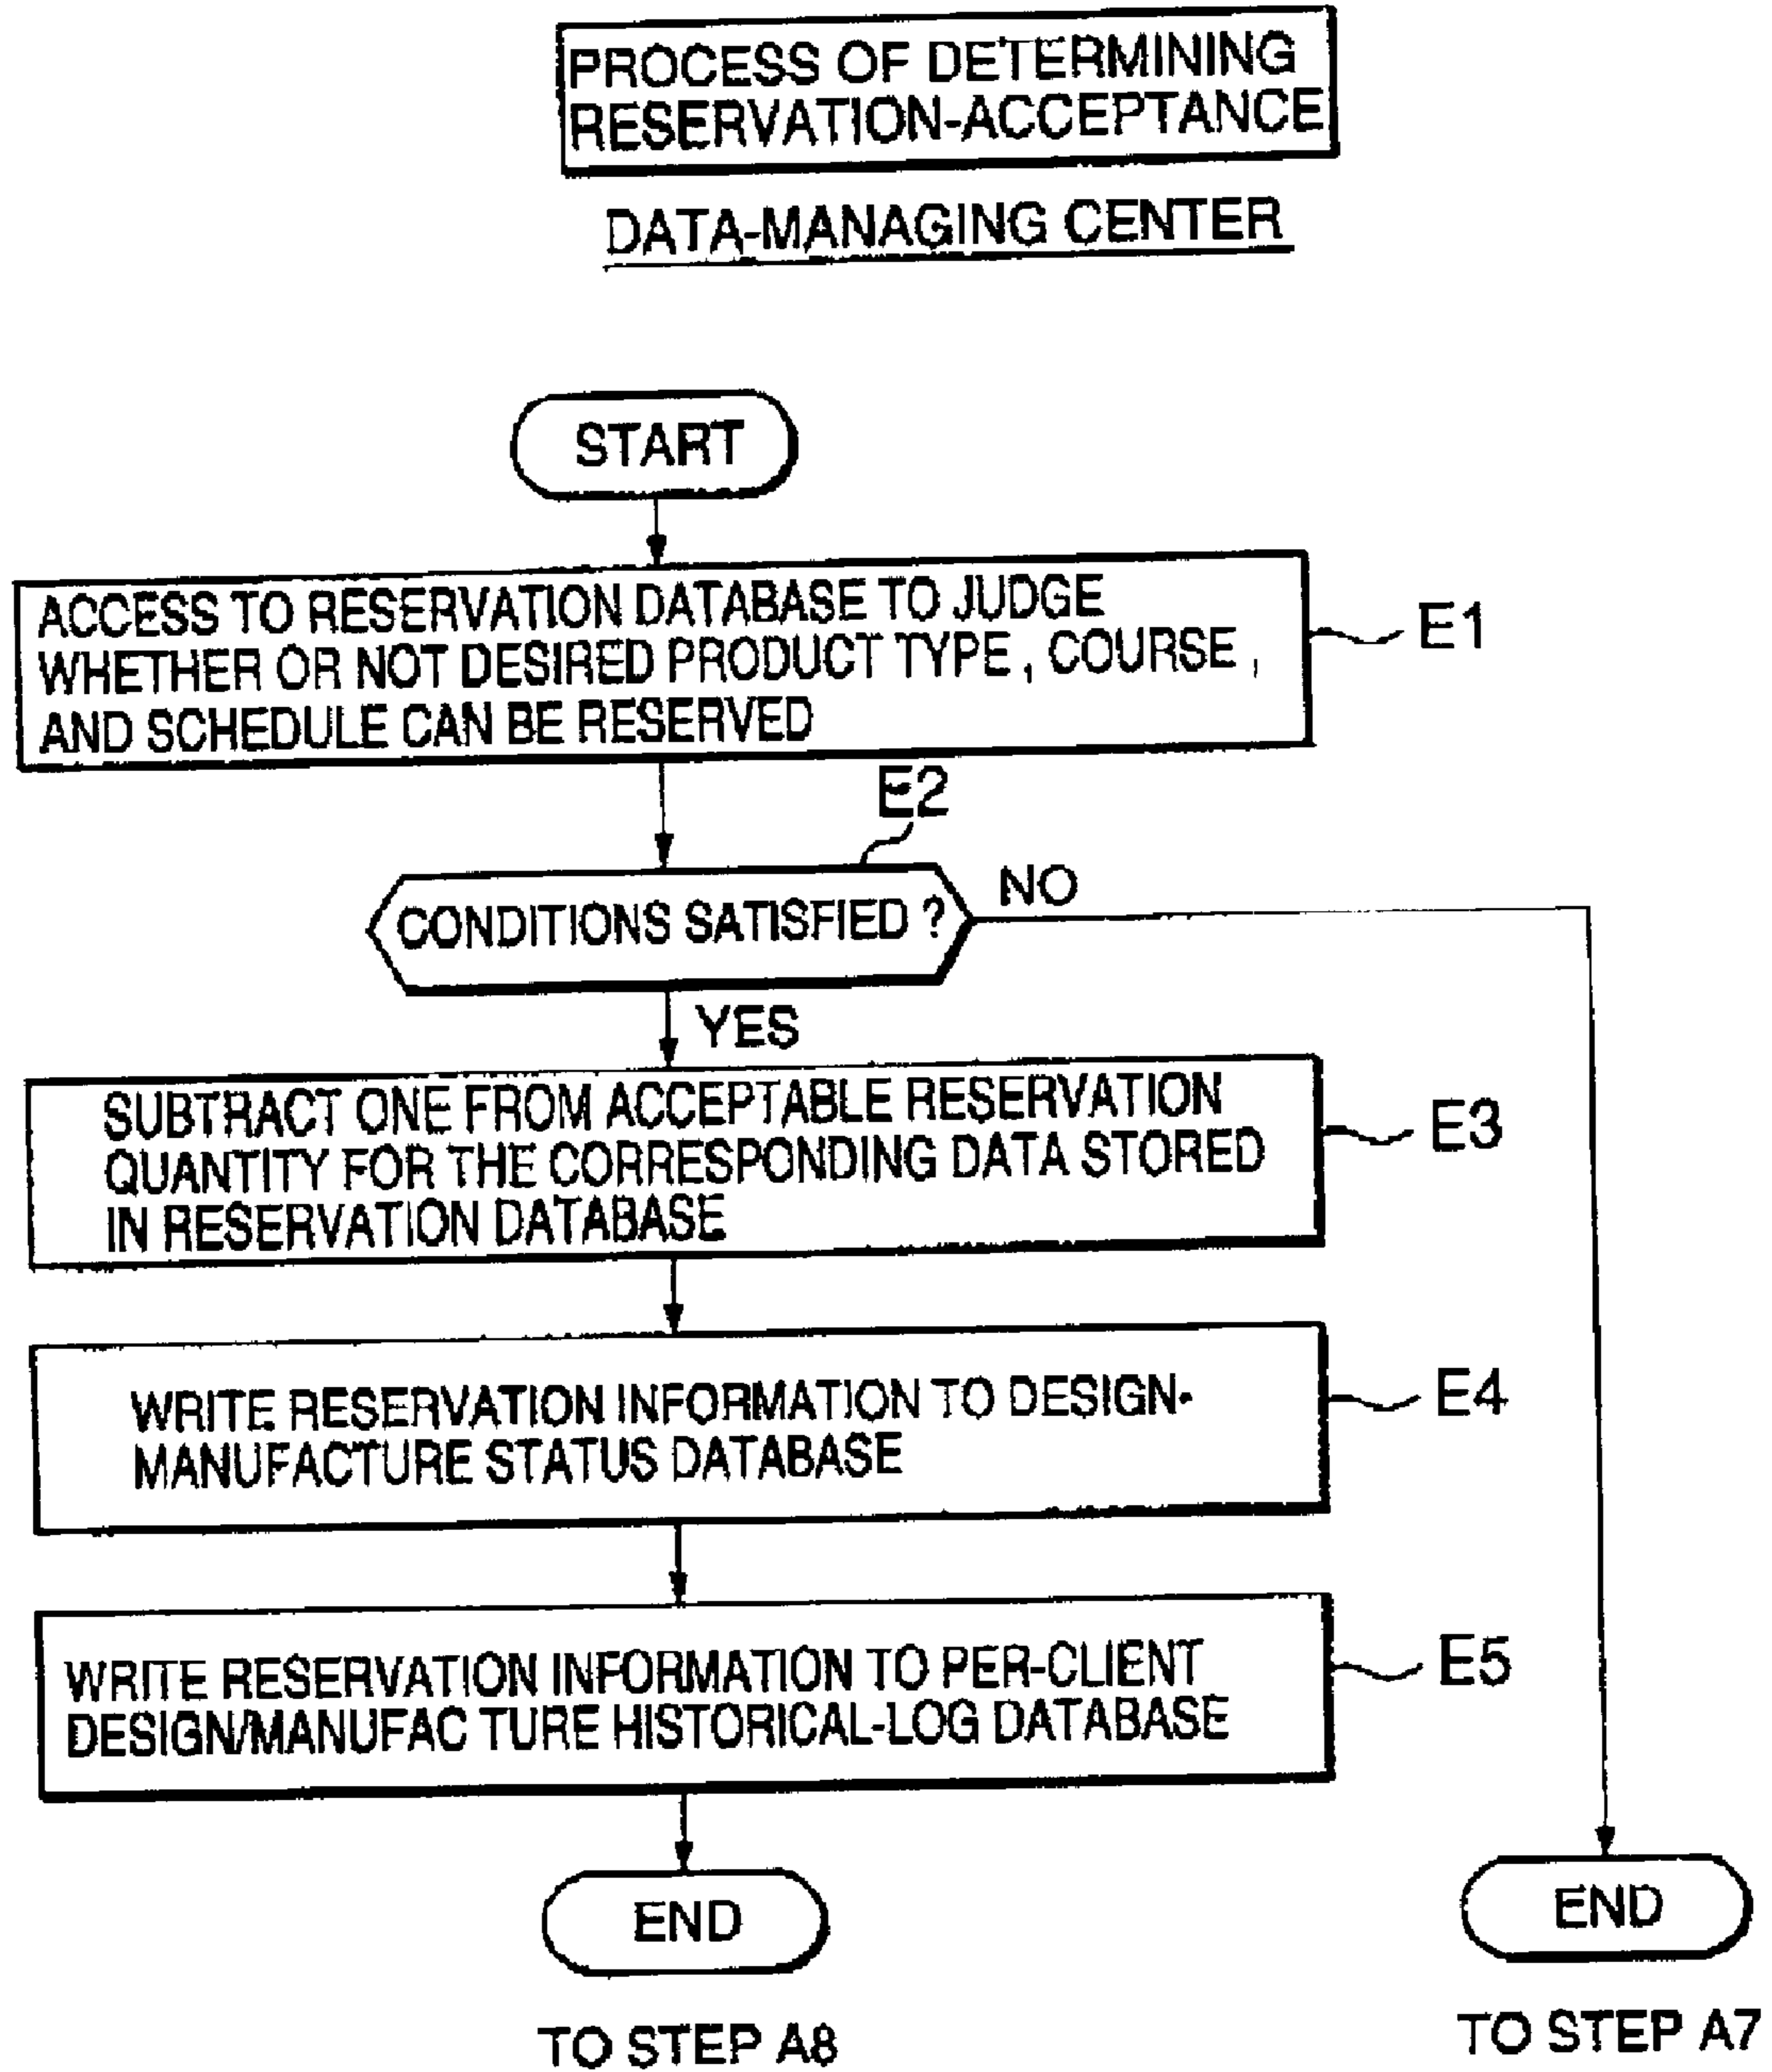 PROCESS OF DETERMINING
RESERVATION-ACCEPTANCE
DATA-MANAGING CENTER
START
ACCESS TO RESERVATION DATABASE TO JUDGE
WHETHER OR NOT DESIRED PRODUCT TYPE, COURSE,
AND SCHEDULE CAN BE RESERVED
E1
E2
CONDITIONS SATISFIED ?
NO
YES
SUBTRACT ONE FROM ACCEPTABLE RESERVATION
QUANTITY FOR THE CORRESPONDING DATA STORED
IN RESERVATION DATABASE
E3
WRITE RESERVATION INFORMATION TO DESIGN-
MANUFACTURE STATUS DATABASE
E4
WRITE RESERVATION INFORMATION TO PER-CLIENT
DESIGN/MANUFAC TURE HISTORICAL-LOG DATABASE
E5
END
END
TO STEP A8
TO STEP A7